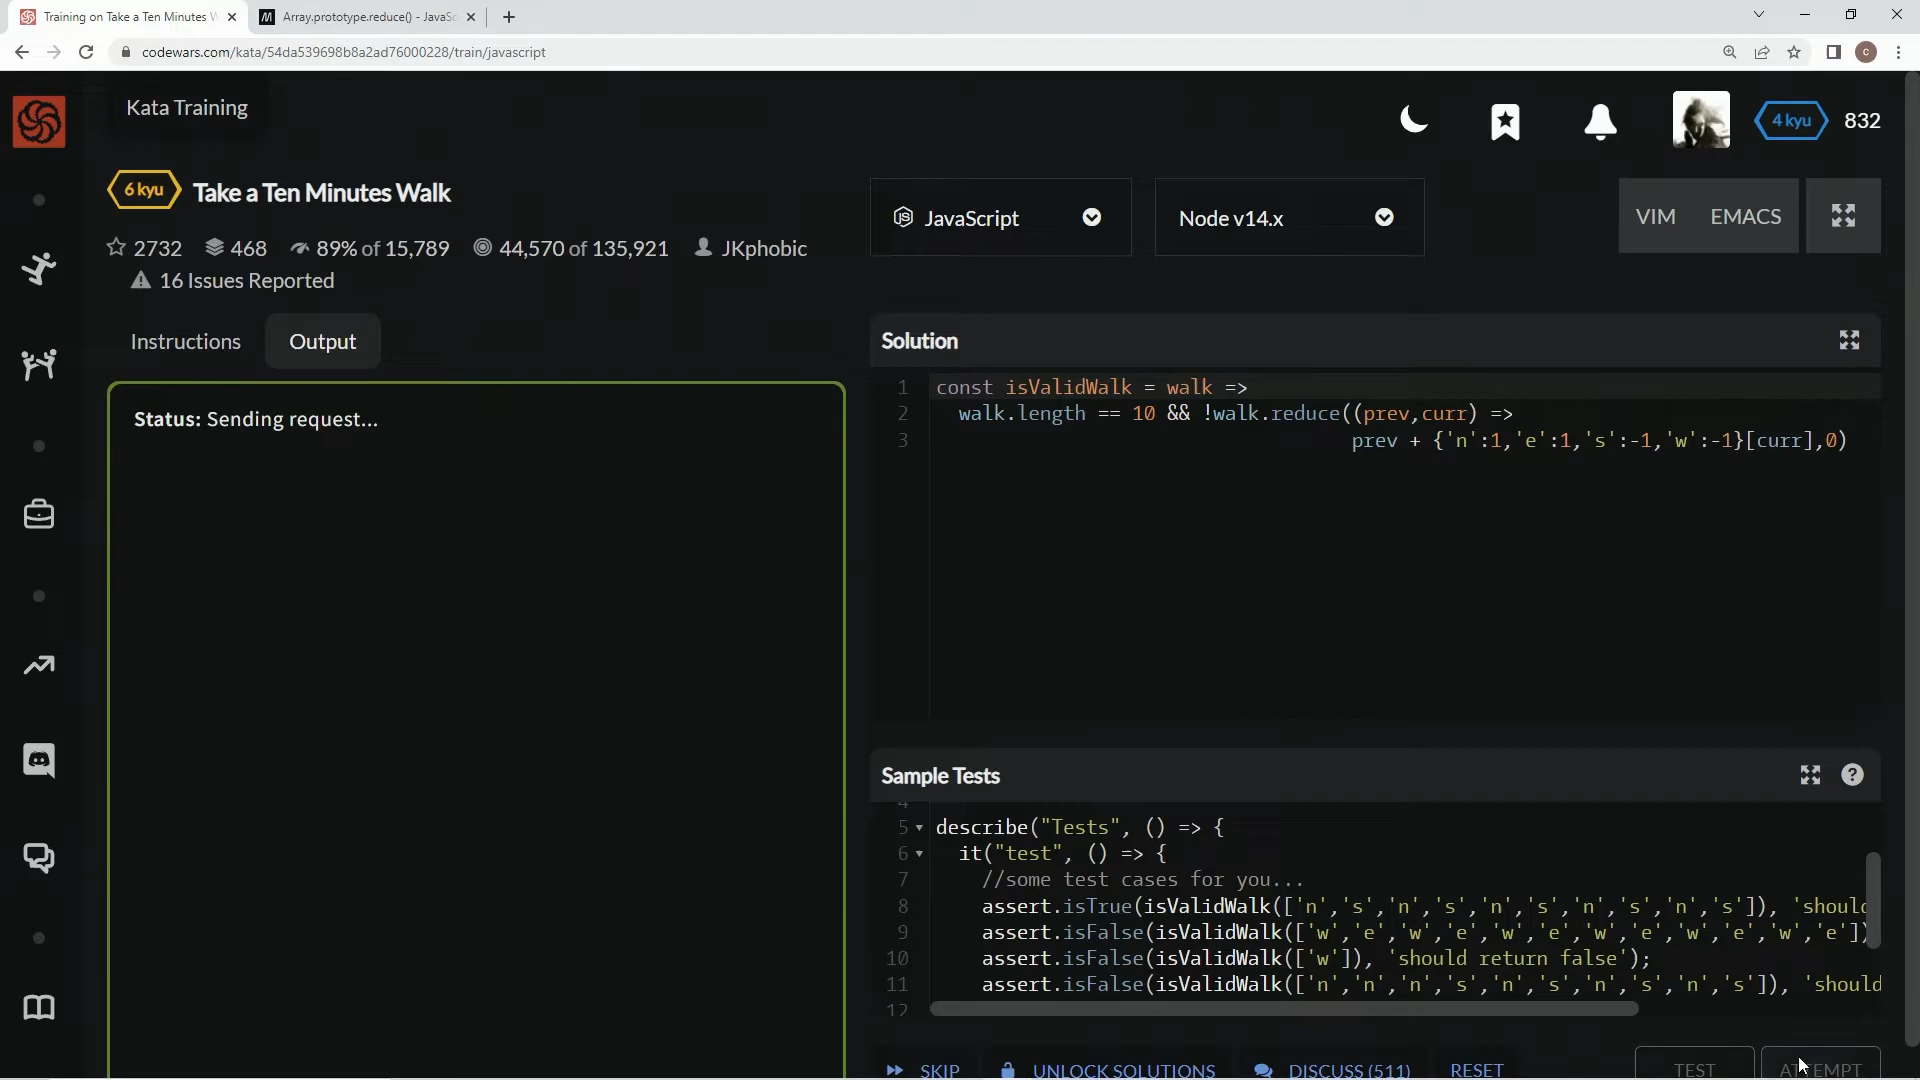 Training on Take a Ten Minutes W
Array.prototype.reduce() - JavaSc
codewars.com/kata/54da539698b8a2ad76000228/train/javascript
C
Kata Training
4 kyu
832
6 kyu
Take a Ten Minutes Walk
2732
468
89% of 15,789
44,570 of 135,921
JKphobic
16 Issues Reported
JavaScript
Node v14.x
VIM
EMACS
Instructions
Output
Status: Sending request...
Solution
1 const isValidWalk = walk =>
2 walk.length == 10 && !walk.reduce((prev,curr) =>
3 prev + {'n':1,'e':1,'s':-1,'w':-1}[curr],0)
Sample Tests
4
5 describe("Tests", () => {
6 it("test", () => {
7 //some test cases for you...
8 assert.isTrue(isValidWalk(['n','s','n','s','n','s','n','s','n','s']), 'should
9 assert.isFalse(isValidWalk(['w','e','w','e','w','e','w','e','w','e','w','e'])
10 assert.isFalse(isValidWalk(['w']), 'should return false');
11 assert.isFalse(isValidWalk(['n','n','n','s','n','s','n','s','n','s']), 'should
12
SKIP
UNLOCK SOLUTIONS
DISCUSS (511)
RESET
TEST
ATTEMPT